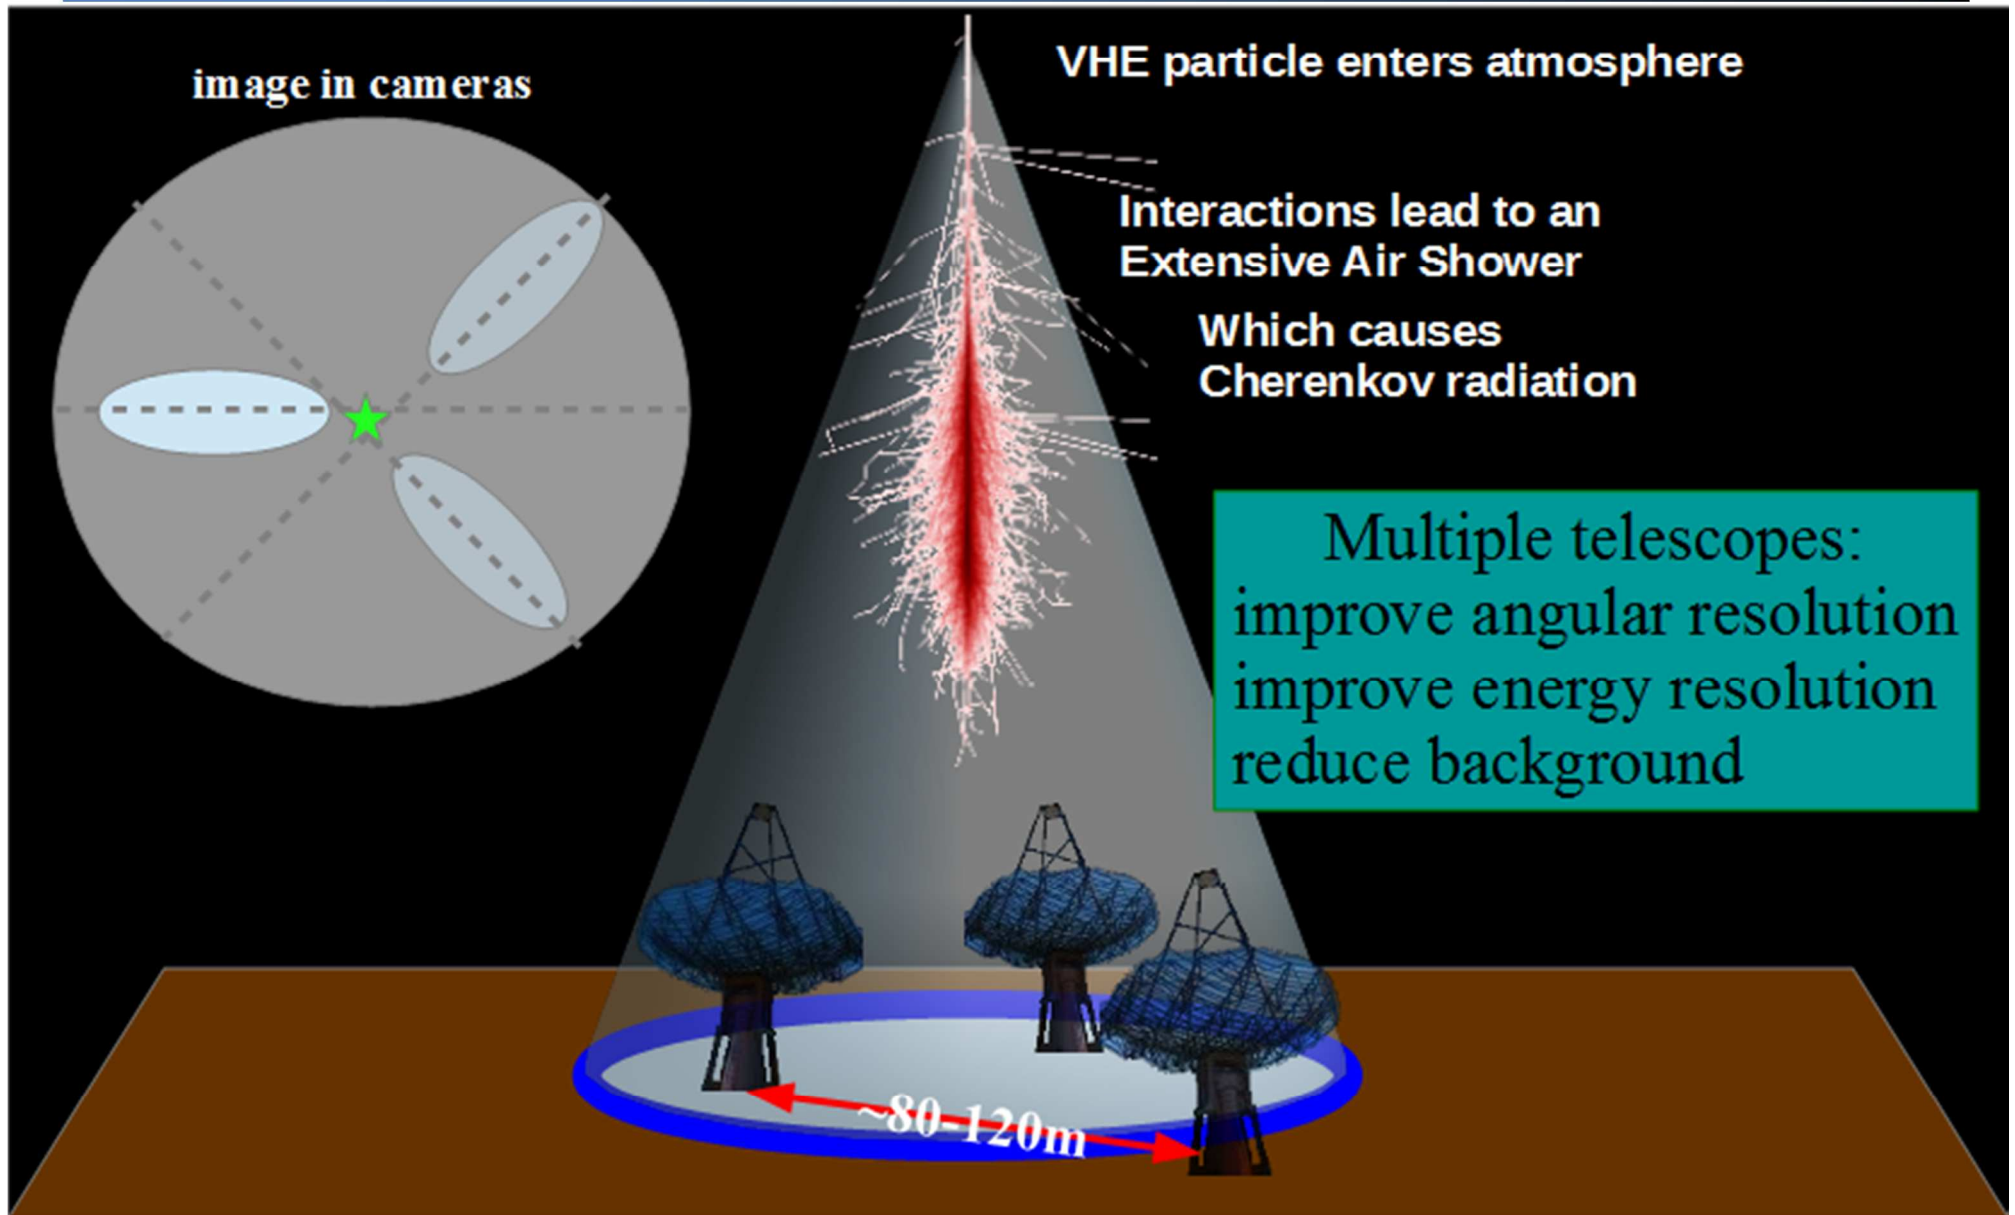 image in cameras
VHE particle enters atmosphere
Interactions lead to an
Extensive Air Shower
Which causes
Cherenkov radiation
Multiple telescopes:
improve angular resolution
improve energy resolution
reduce background
~80-120m